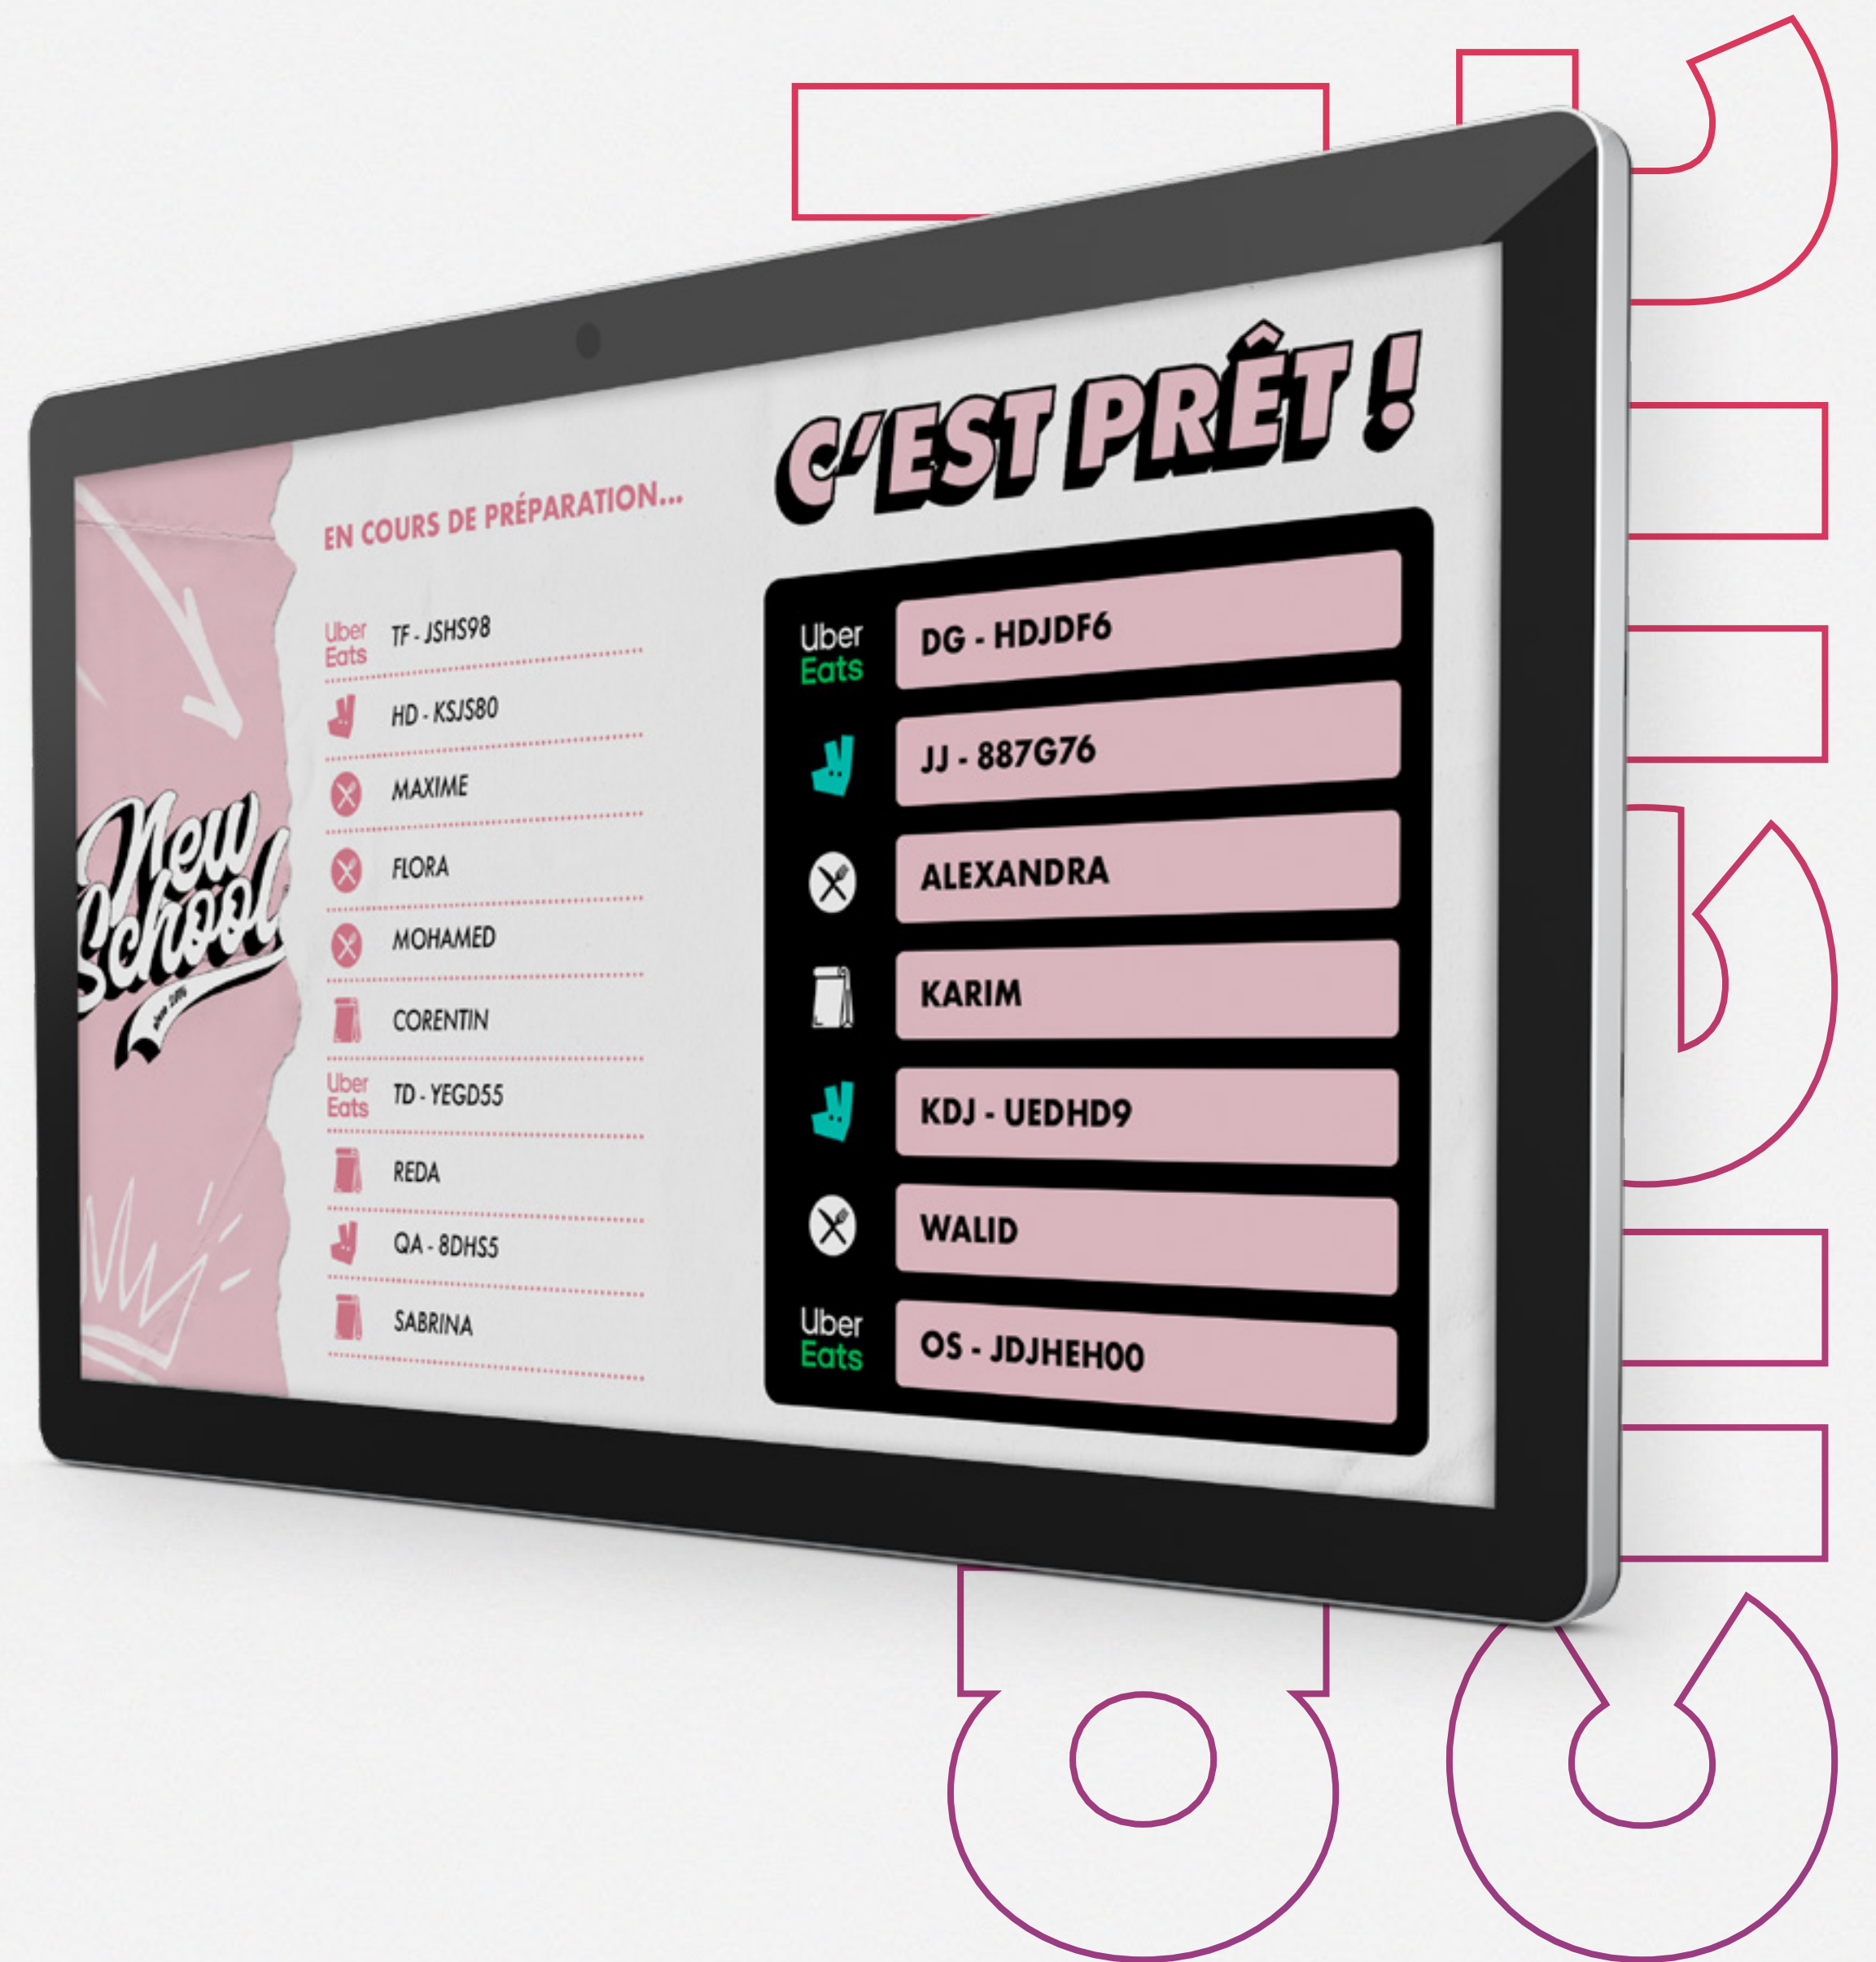 New
School
since 2016
EN COURS DE PRÉPARATION...
Uber Eats TF - JSHS98
HD - KSJS80
MAXIME
FLORA
MOHAMED
CORENTIN
Uber Eats TD - YEGD55
REDA
QA - 8DHS5
SABRINA
C'EST PRÊT !
Uber Eats DG - HDJDF6
JJ - 887G76
ALEXANDRA
KARIM
KDJ - UEDHD9
WALID
Uber Eats OS - JDJHEH00